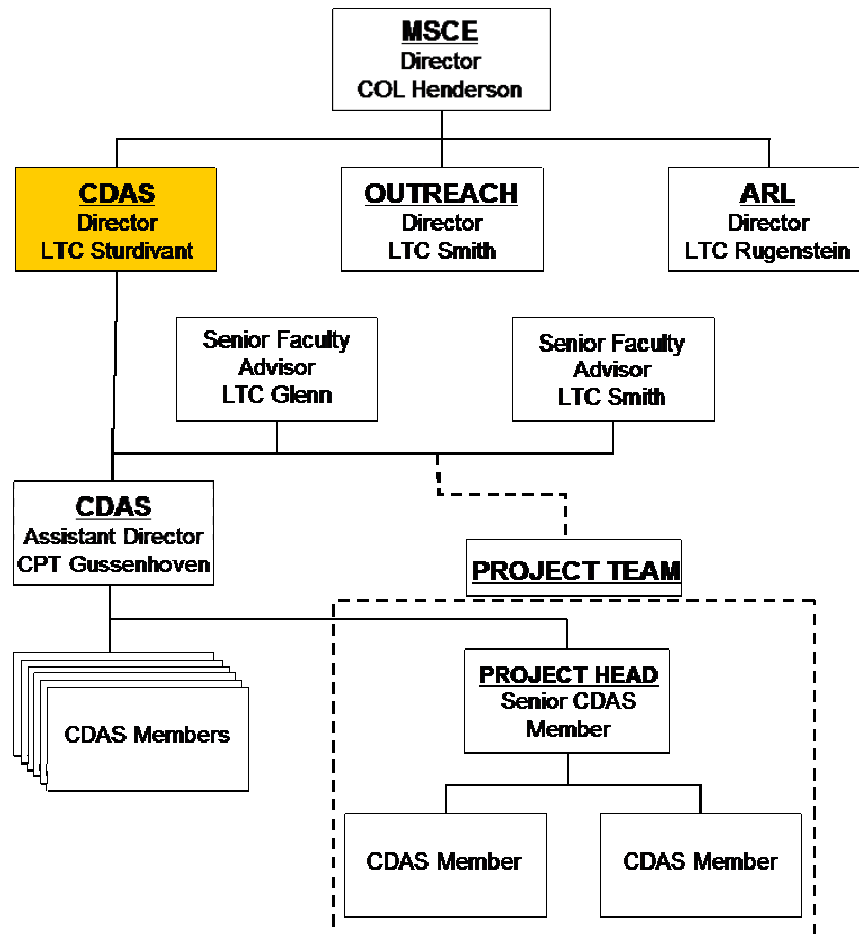 MSCE
Director
COL Henderson
CDAS
Director
LTC Sturdivant
OUTREACH
Director
LTC Smith
ARL
Director
LTC Rugenstein
Senior Faculty
Advisor
LTC Glenn
Senior Faculty
Advisor
LTC Smith
CDAS
Assistant Director
CPT Gussenhoven
PROJECT TEAM
CDAS Members
PROJECT HEAD
Senior CDAS
Member
CDAS Member
CDAS Member